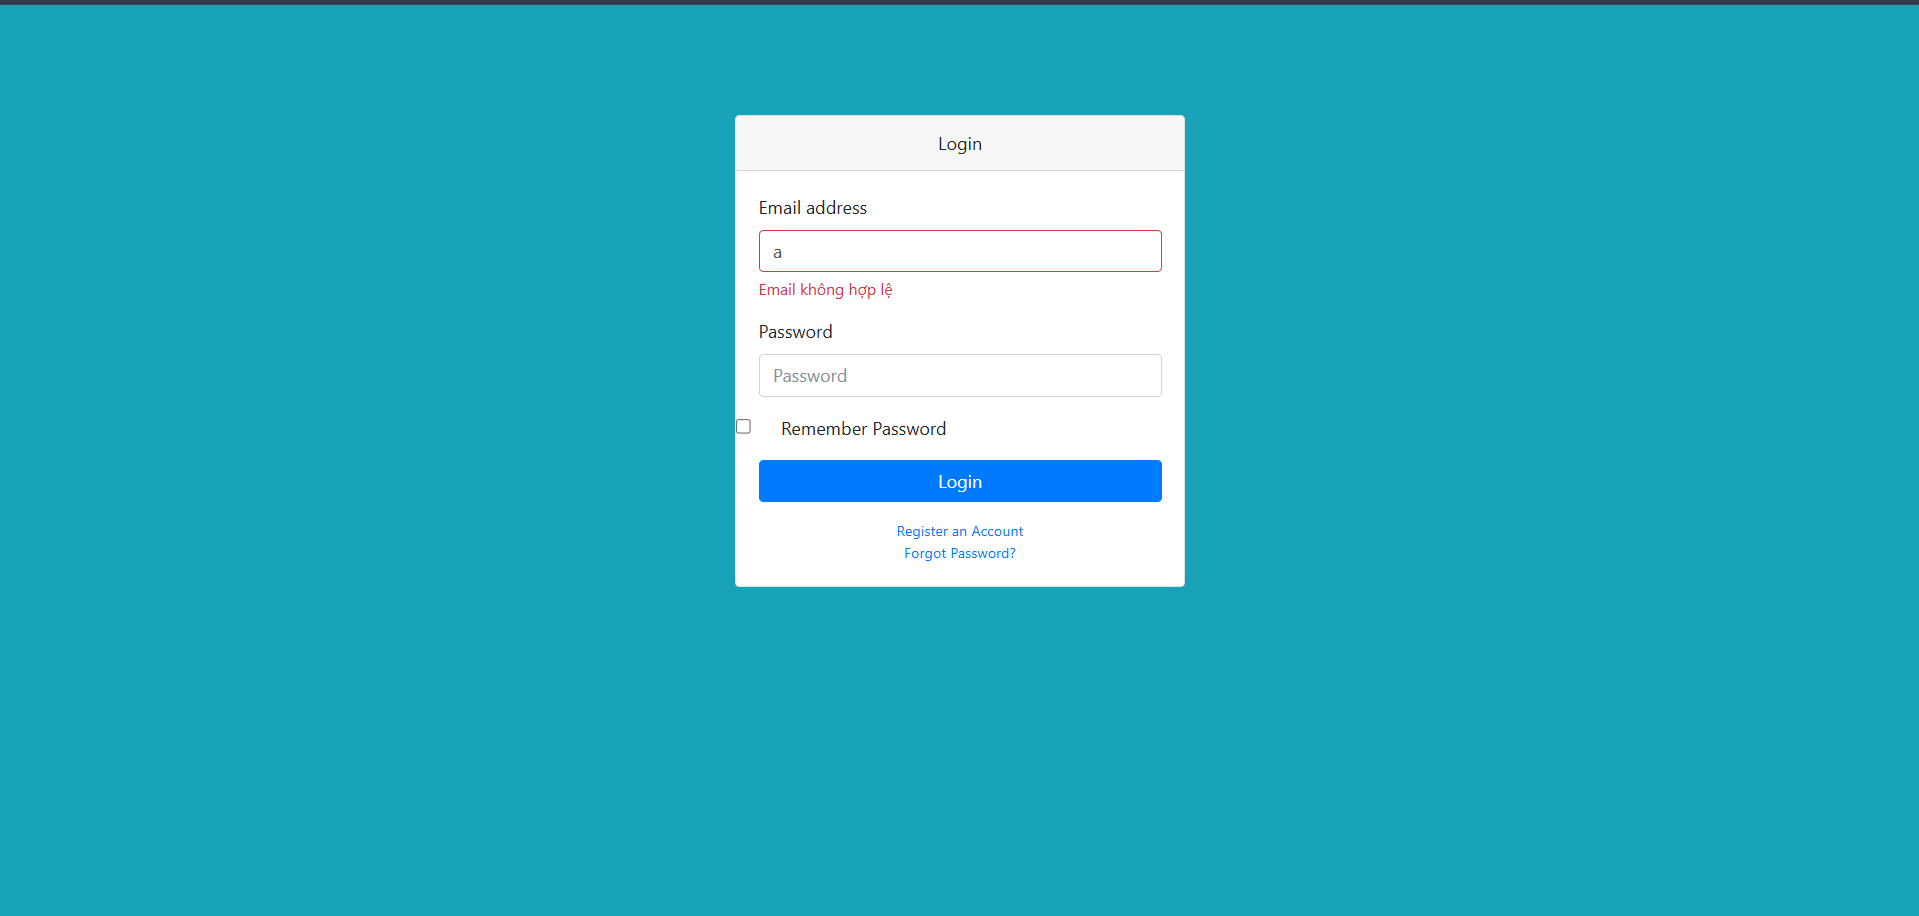 Login
Email address
a
Email không hợp lệ
Password
Password
Remember Password
Login
Register an Account
Forgot Password?